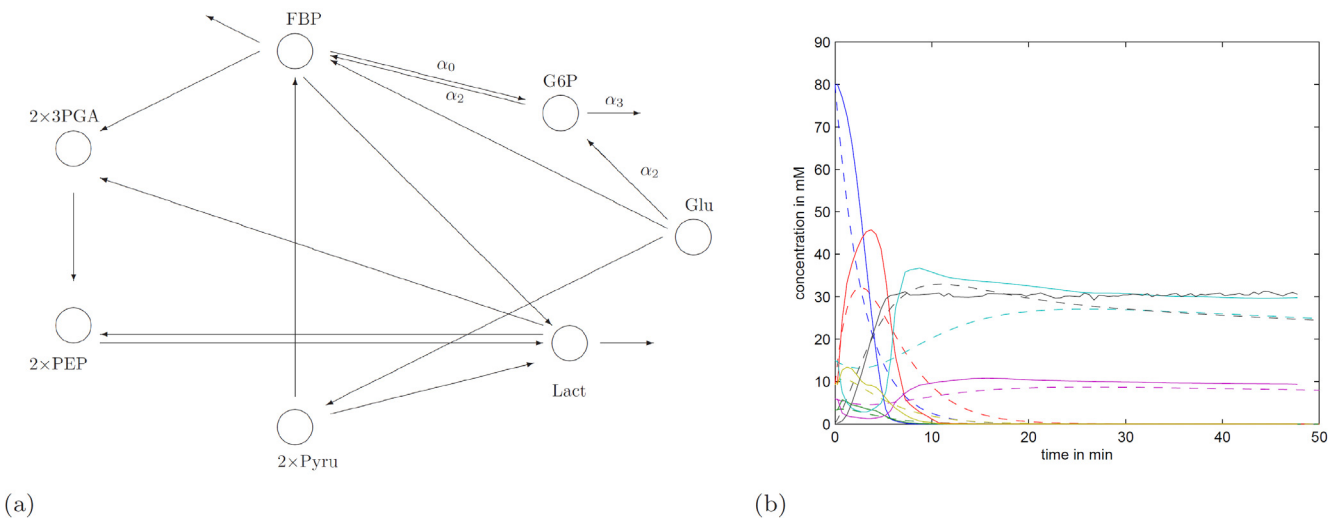 FBP
α₀
α₂
G6P
α₃
2×3PGA
α₂
Glu
2×PEP
Lact
2×Pyru
(a)
90
80
70
60
50
40
30
20
10
0
concentration in mM
0 10 20 30 40 50
time in min
(b)